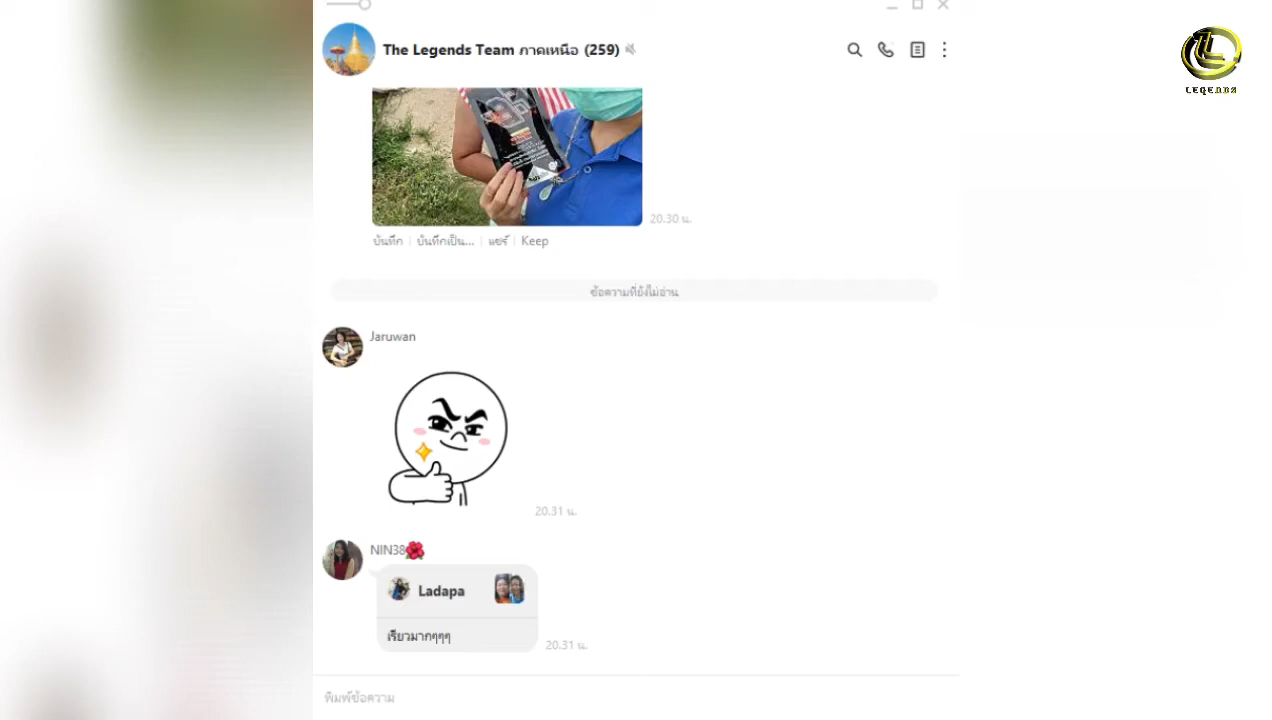 The Legends Team ภาคเหนือ (259)
LEGENDS
20.30 น.
บันทึก | บันทึกเป็น... | แชร์ | Keep
ข้อความที่ยังไม่อ่าน
Jaruwan
20.31 น.
NIN38
Ladapa
เรียวมากๆๆๆ
20.31 น.
พิมพ์ข้อความ